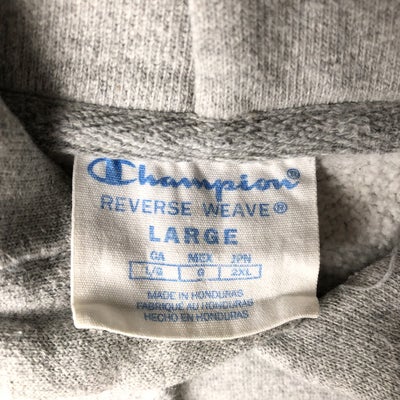 Champion®
REVERSE WEAVE®
LARGE
CA MEX JPN
L/G G 2XL
MADE IN HONDURAS
FABRIQUÉ AU HONDURAS
HECHO EN HONDURAS